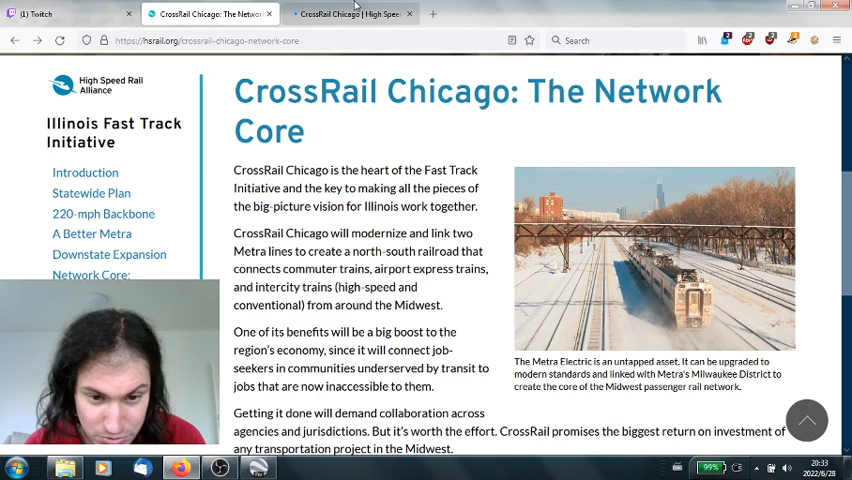 (1) Twitch
CrossRail Chicago: The Network
CrossRail Chicago | High Spee
https://hsrail.org/crossrail-chicago-network-core
Search
High Speed Rail
Alliance
Illinois Fast Track
Initiative
Introduction
Statewide Plan
220-mph Backbone
A Better Metra
Downstate Expansion
Network Core:
CrossRail Chicago: The Network
Core
CrossRail Chicago is the heart of the Fast Track
Initiative and the key to making all the pieces of
the big-picture vision for Illinois work together.
CrossRail Chicago will modernize and link two
Metra lines to create a north-south railroad that
connects commuter trains, airport express trains,
and intercity trains (high-speed and
conventional) from around the Midwest.
One of its benefits will be a big boost to the
region's economy, since it will connect job-
seekers in communities underserved by transit to
jobs that are now inaccessible to them.
Getting it done will demand collaboration across
agencies and jurisdictions. But it's worth the effort. CrossRail promises the biggest return on investment of
any transportation project in the Midwest.
The Metra Electric is an untapped asset. It can be upgraded to
modern standards and linked with Metra's Milwaukee District to
create the core of the Midwest passenger rail network.
99%
20:33
2022/6/28